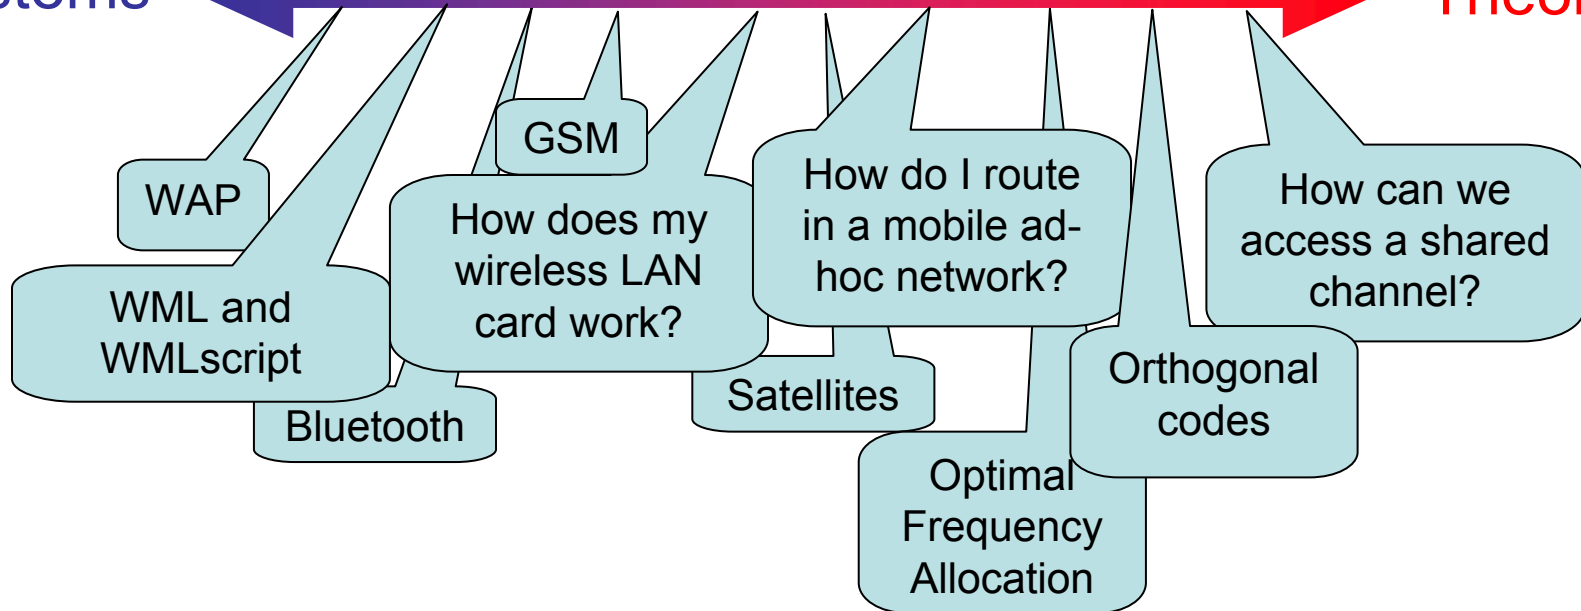 GSM
WAP
How does my
wireless LAN
card work?
How do I route
in a mobile ad-
hoc network?
How can we
access a shared
channel?
WML and
WMLscript
Bluetooth
Satellites
Orthogonal
codes
Optimal
Frequency
Allocation